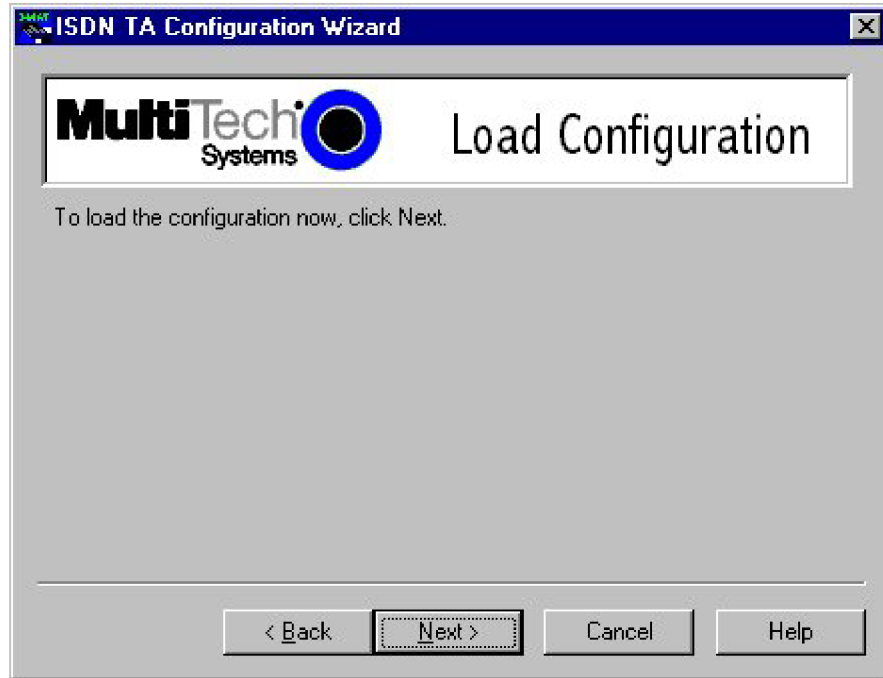 ISDN TA Configuration Wizard
MultiTech
Systems
Load Configuration
To load the configuration now, click Next.
< Back
Next >
Cancel
Help